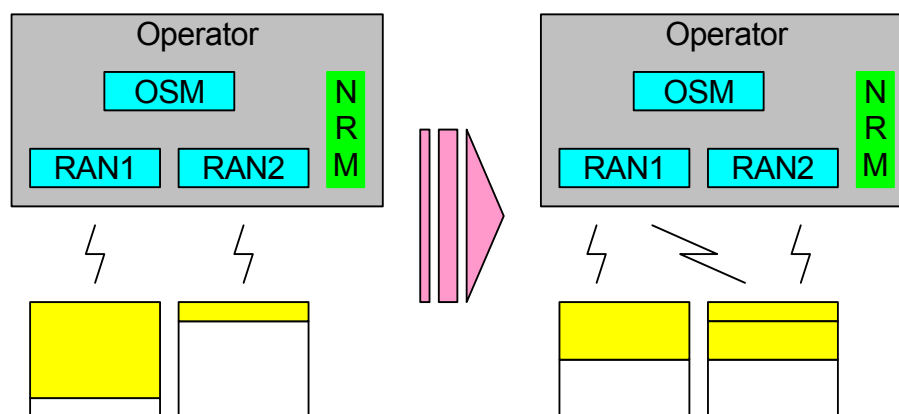 Operator
OSM
N
R
M
RAN1
RAN2
Operator
OSM
N
R
M
RAN1
RAN2